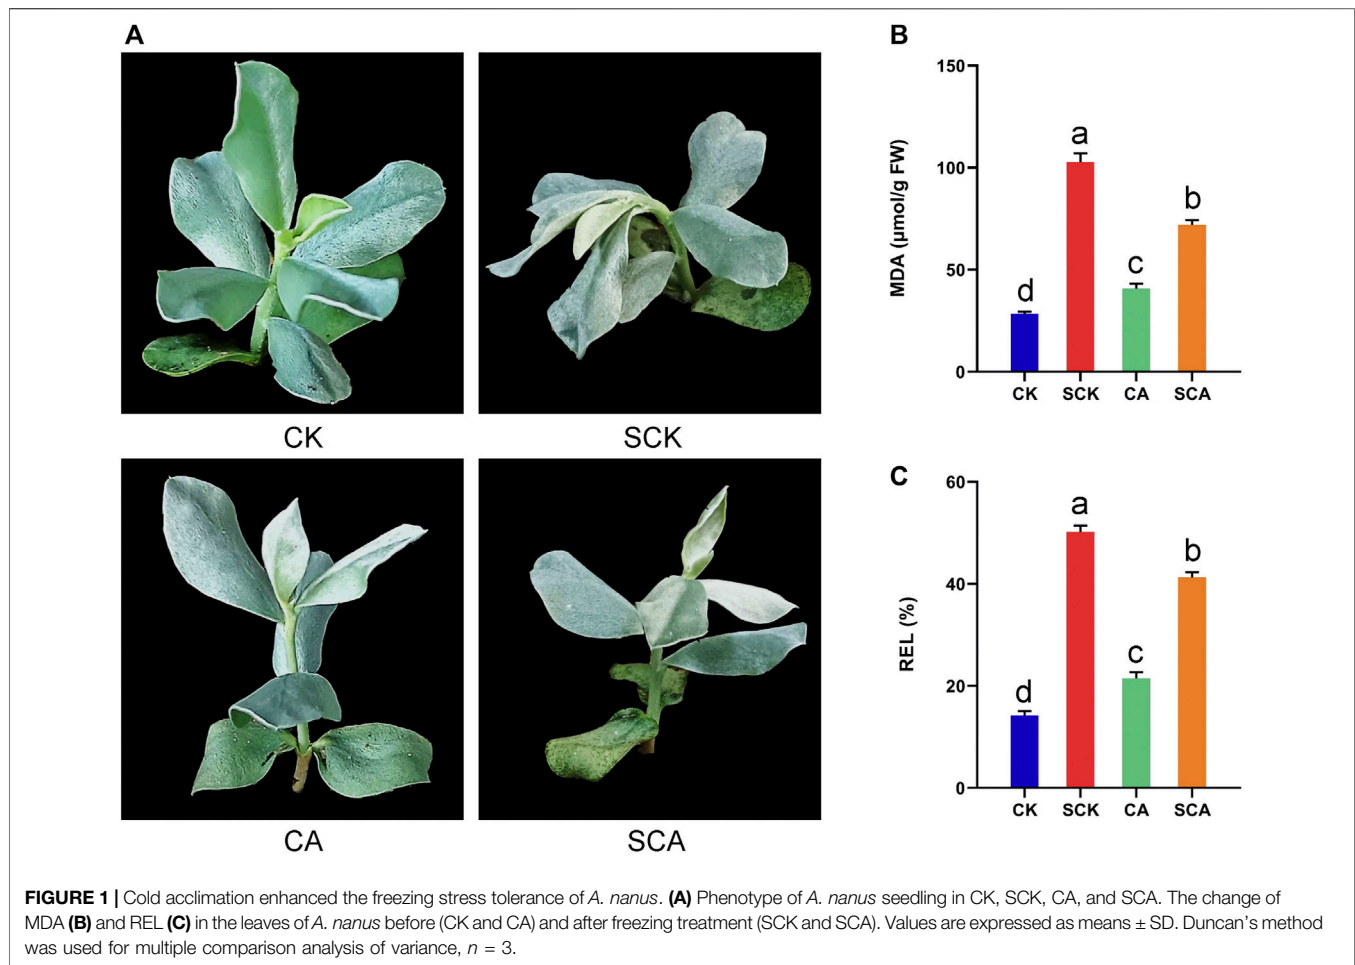 A
CK
SCK
CA
SCA
B
150
100
50
0
MDA (µmol/g FW)
d
a
c
b
CK SCK CA SCA
C
60
40
20
0
REL (%)
d
a
c
b
CK SCK CA SCA
FIGURE 1 | Cold acclimation enhanced the freezing stress tolerance of A. nanus. (A) Phenotype of A. nanus seedling in CK, SCK, CA, and SCA. The change of
MDA (B) and REL (C) in the leaves of A. nanus before (CK and CA) and after freezing treatment (SCK and SCA). Values are expressed as means ± SD. Duncan's method
was used for multiple comparison analysis of variance, n = 3.